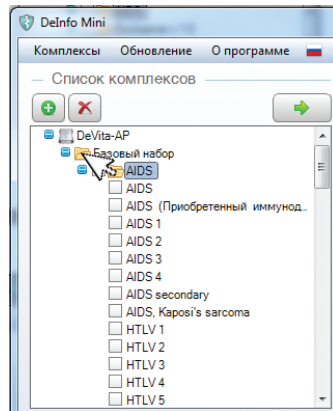 DeInfo Mini
Комплексы Обновление О программе
Список комплексов
DeVita-AP
Базовый набор
AIDS
AIDS
AIDS (Приобретенный иммунод..
AIDS 1
AIDS 2
AIDS 3
AIDS 4
AIDS secondary
AIDS, Kaposi's sarcoma
HTLV 1
HTLV 2
HTLV 3
HTLV 4
HTLV 5